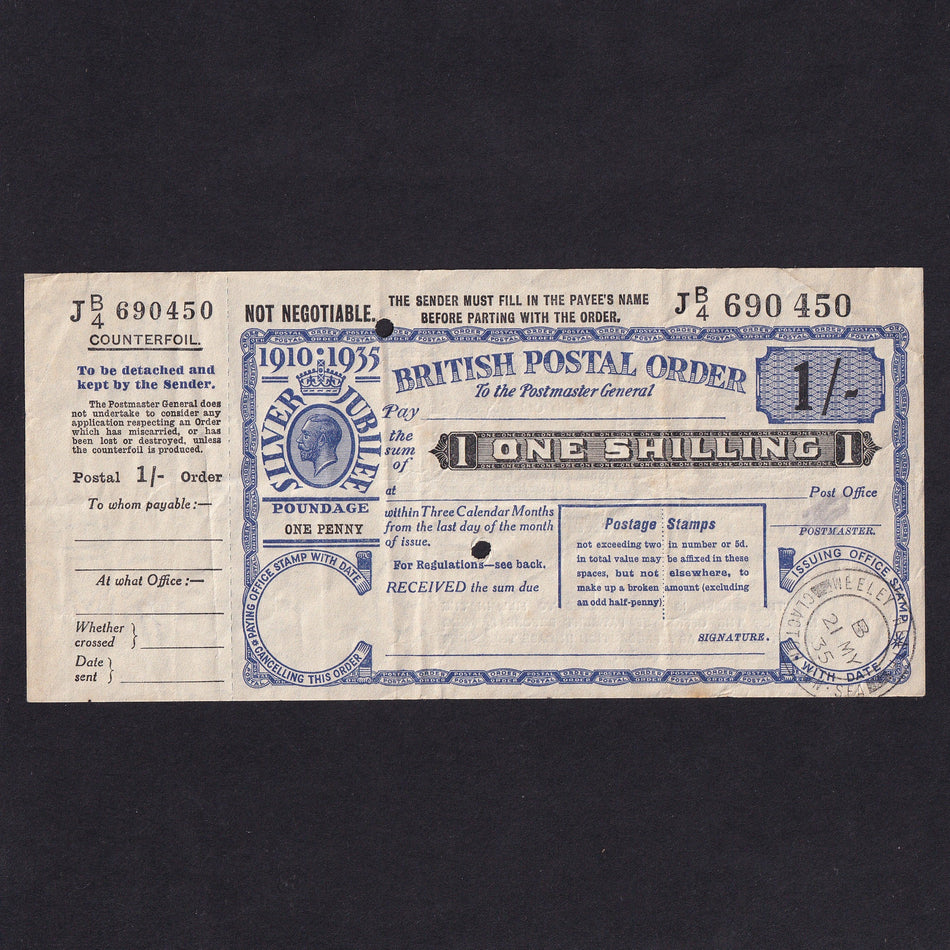 J B/4 690450
COUNTERFOIL.
To be detached and
kept by the Sender.
The Postmaster General does
not undertake to consider any
application respecting an Order
which has miscarried, or has
been lost or destroyed, unless
the counterfoil is produced.
Postal 1/- Order
To whom payable:—
At what Office:—
Whether
crossed
Date
sent
NOT NEGOTIABLE.
THE SENDER MUST FILL IN THE PAYEE'S NAME
BEFORE PARTING WITH THE ORDER.
J B/4 690 450
1910 1935
SILVER JUBILEE
POUNDAGE
ONE PENNY
BRITISH POSTAL ORDER
To the Postmaster General
1/-
Pay
the
sum
of
1 ONE SHILLING 1
at
Post Office
within Three Calendar Months
from the last day of the month
of issue.
For Regulations—see back.
RECEIVED the sum due
Postage Stamps
not exceeding two in number or 5d.
in total value may be affixed in these
spaces, but not elsewhere, to
make up a broken amount (excluding
an odd half-penny)
POSTMASTER.
SIGNATURE.
PAYING OFFICE STAMP WITH DATE
CANCELLING THIS ORDER
ISSUING OFFICE STAMP
WITH DATE
WEELEY
CLACTON-SEA
B
21 MY
35